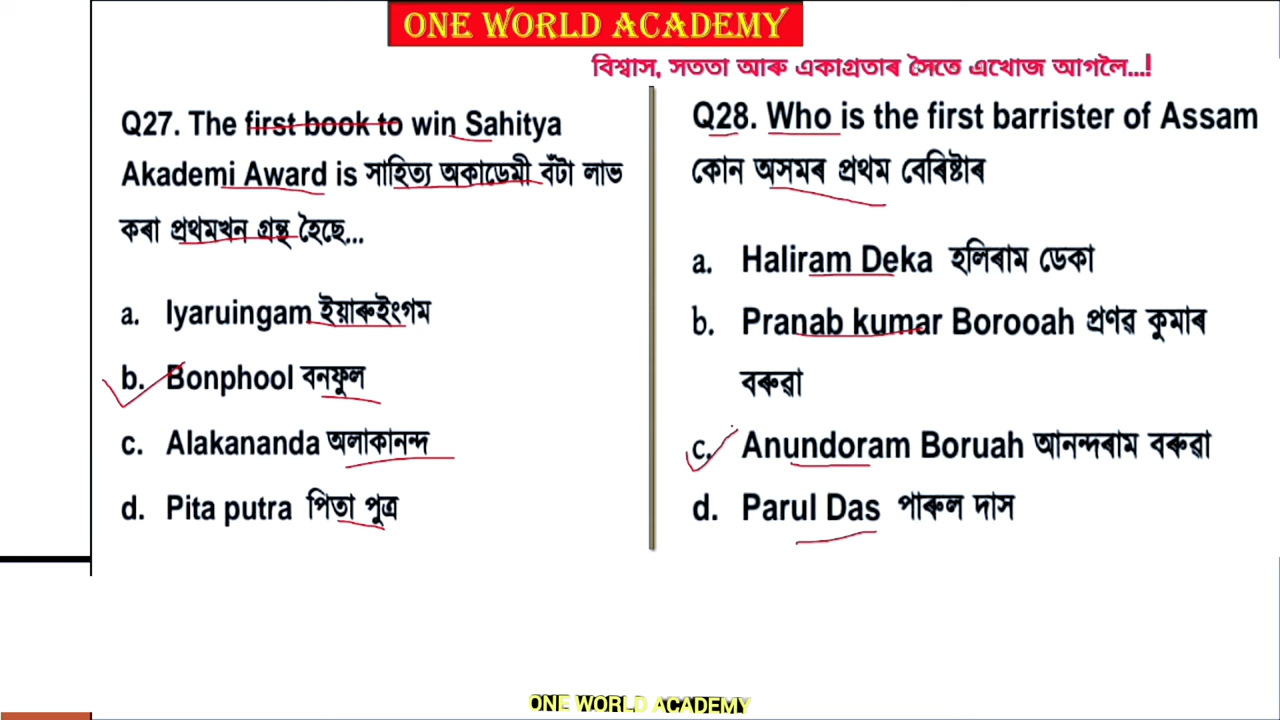 ONE WORLD ACADEMY
বিশ্বাস, সততা আৰু একাগ্ৰতাৰ সৈতে এখোজ আগলৈ...!
Q27. The first book to win Sahitya
Akademi Award is সাহিত্য অকাডেমী বঁটা লাভ
কৰা প্ৰথমখন গ্ৰন্থ হৈছে...
a. Iyaruingam ইয়াৰুইংগম
b. Bonphool বনফুল
c. Alakananda অলাকানন্দ
d. Pita putra পিতা পুত্ৰ
Q28. Who is the first barrister of Assam
কোন অসমৰ প্ৰথম বেৰিষ্টাৰ
a. Haliram Deka হলিৰাম ডেকা
b. Pranab kumar Borooah প্ৰণৱ কুমাৰ
বৰুৱা
c. Anundoram Boruah আনন্দৰাম বৰুৱা
d. Parul Das পাৰুল দাস
ONE WORLD ACADEMY